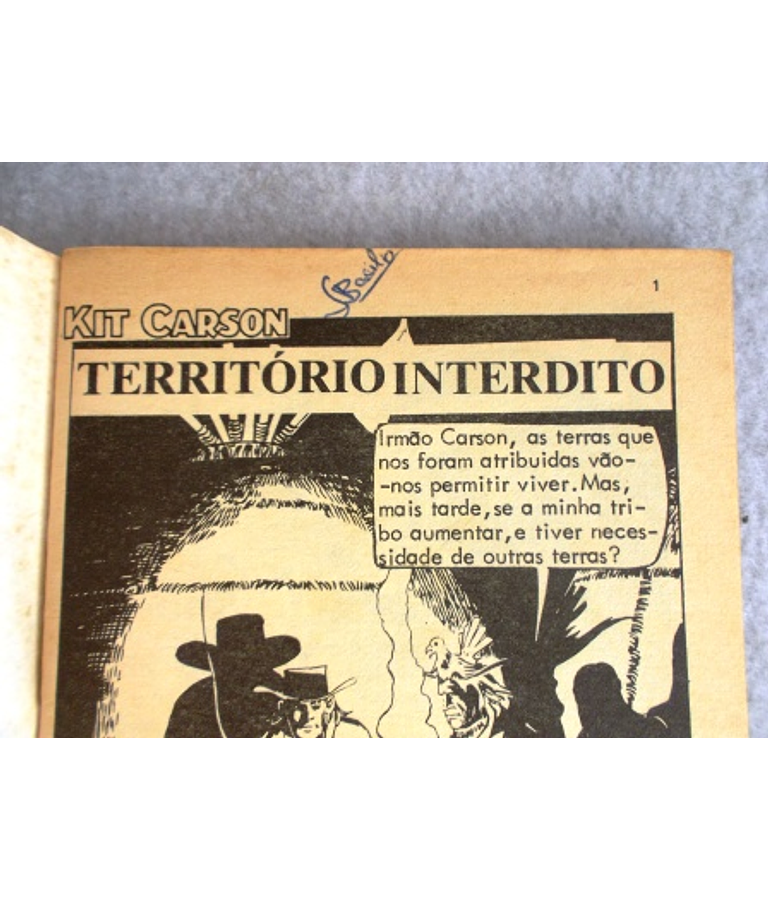 1
KIT CARSON
TERRITÓRIO INTERDITO
Irmão Carson, as terras que
nos foram atribuidas vão-
-nos permitir viver. Mas,
mais tarde, se a minha tri-
bo aumentar, e tiver neces-
sidade de outras terras?